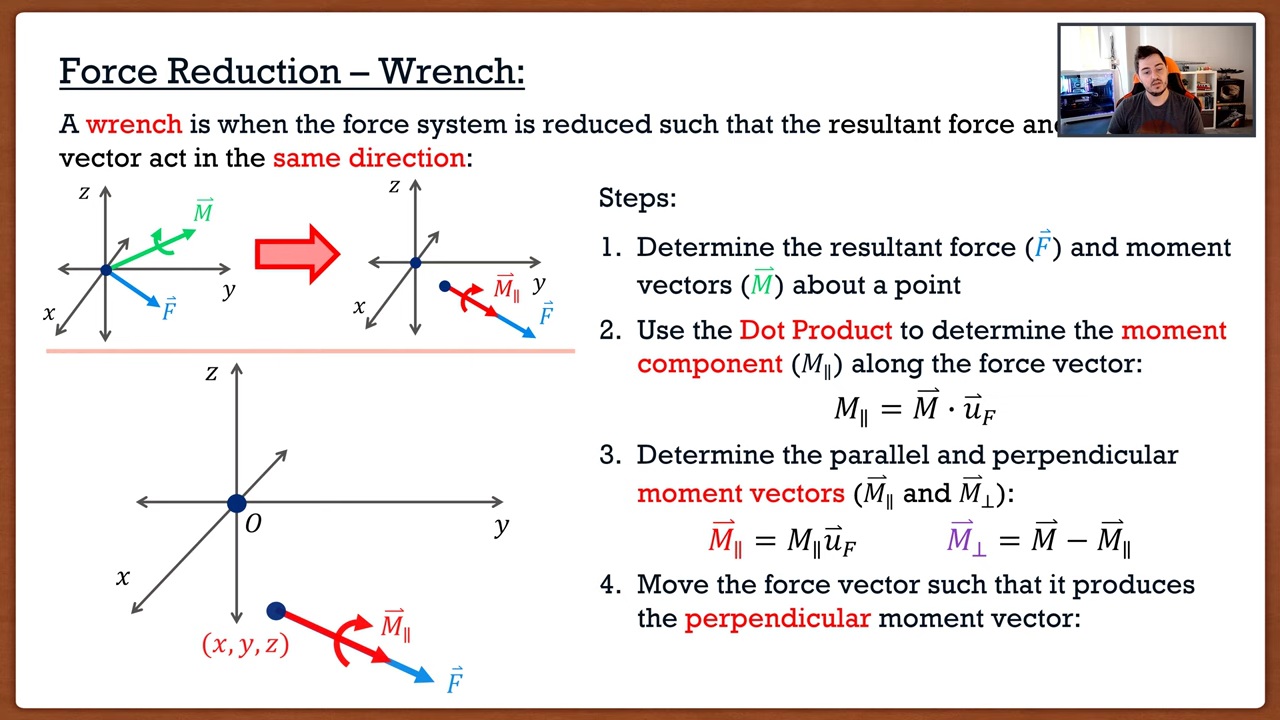 Force Reduction – Wrench:
A wrench is when the force system is reduced such that the resultant force
vector act in the same direction:
z
M⃗
y
x
F⃗
z
M⃗∥
y
x
F⃗
z
O
y
x
(x, y, z)
M⃗∥
F⃗
Steps:
1. Determine the resultant force (F⃗) and moment
vectors (M⃗) about a point
2. Use the Dot Product to determine the moment
component (M∥) along the force vector:
M∥ = M⃗ · u⃗F
3. Determine the parallel and perpendicular
moment vectors (M⃗∥ and M⃗⊥):
M⃗∥ = M∥u⃗F M⃗⊥ = M⃗ − M⃗∥
4. Move the force vector such that it produces
the perpendicular moment vector: